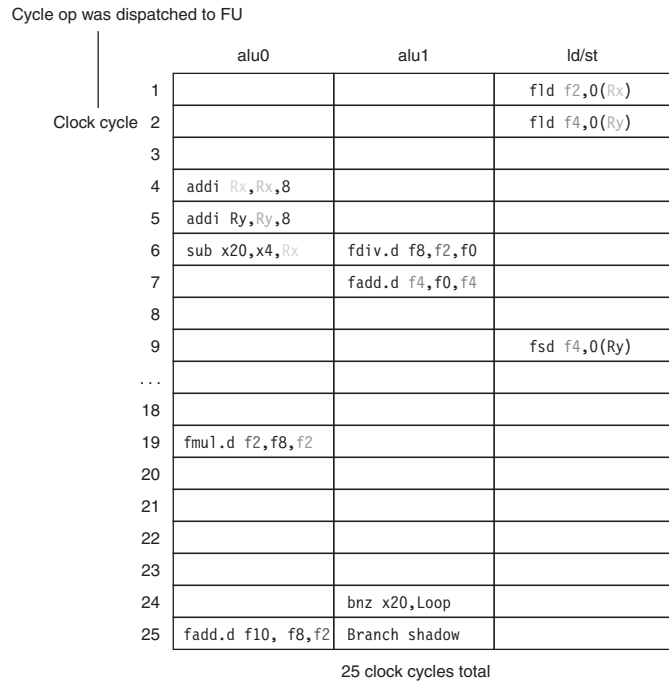 Cycle op was dispatched to FU
alu0 alu1 ld/st
1 fld f2,0(Rx)
Clock cycle 2 fld f4,0(Ry)
3
4 addi Rx,Rx,8
5 addi Ry,Ry,8
6 sub x20,x4,Rx fdiv.d f8,f2,f0
7 fadd.d f4,f0,f4
8
9 fsd f4,0(Ry)
...
18
19 fmul.d f2,f8,f2
20
21
22
23
24 bnz x20,Loop
25 fadd.d f10, f8,f2 Branch shadow
25 clock cycles total